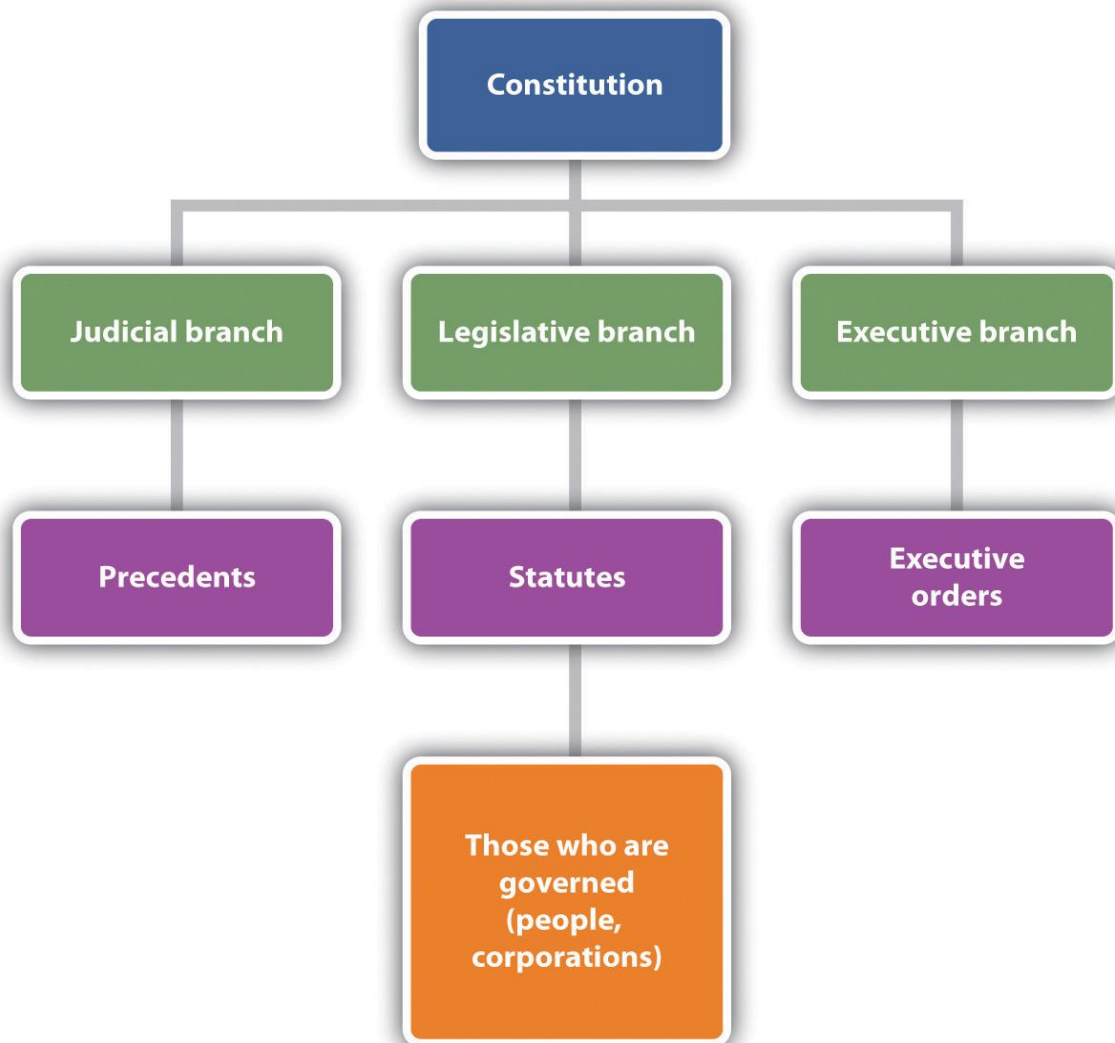 Constitution
Judicial branch
Legislative branch
Executive branch
Precedents
Statutes
Executive
orders
Those who are
governed
(people,
corporations)